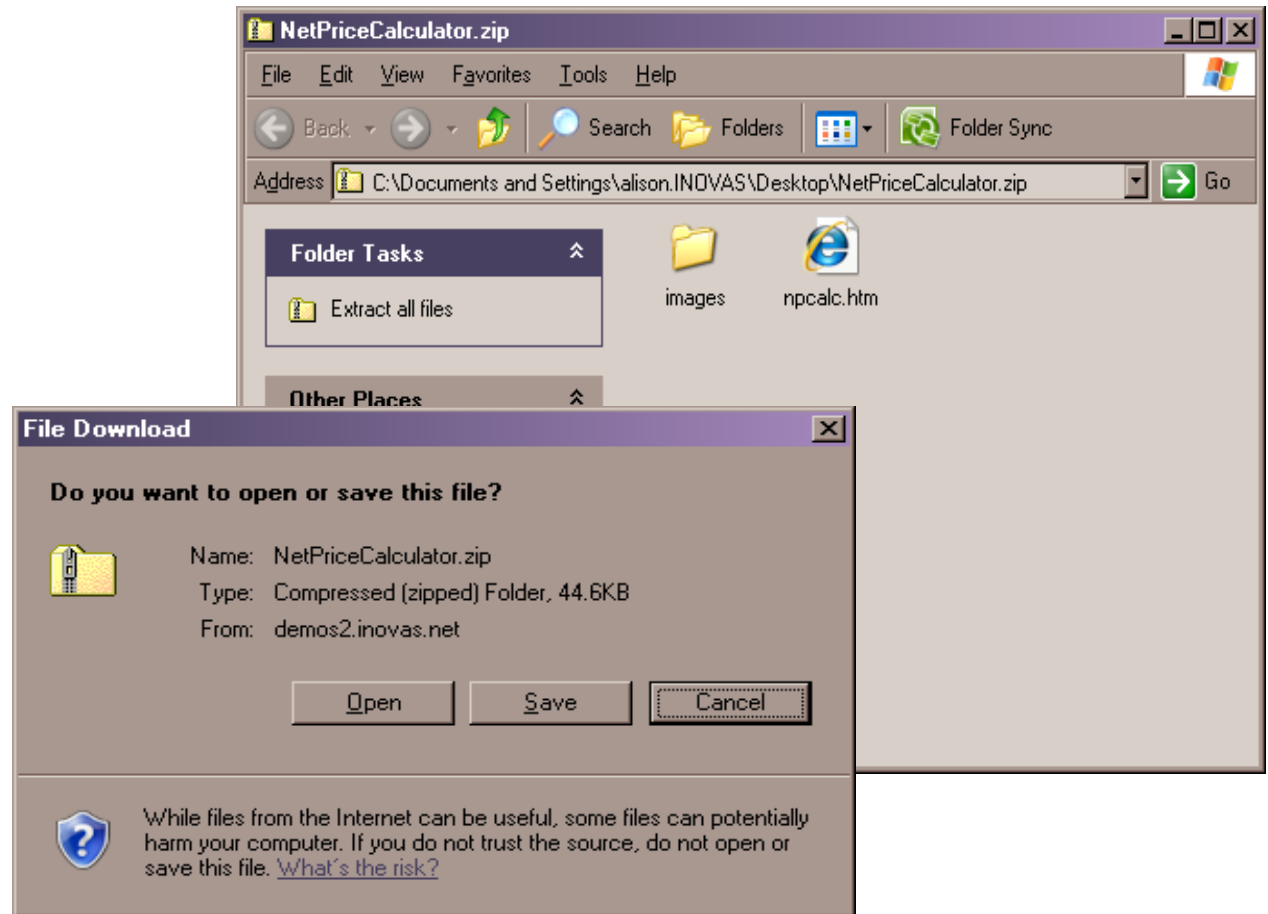 NetPriceCalculator.zip
File Edit View Favorites Tools Help
Back Search Folders Folder Sync
Address C:\Documents and Settings\alison.INOVAS\Desktop\NetPriceCalculator.zip Go
Folder Tasks
Extract all files
Other Places
images npcalc.htm
File Download
Do you want to open or save this file?
Name: NetPriceCalculator.zip
Type: Compressed (zipped) Folder, 44.6KB
From: demos2.inovas.net
Open Save Cancel
While files from the Internet can be useful, some files can potentially
harm your computer. If you do not trust the source, do not open or
save this file. What's the risk?